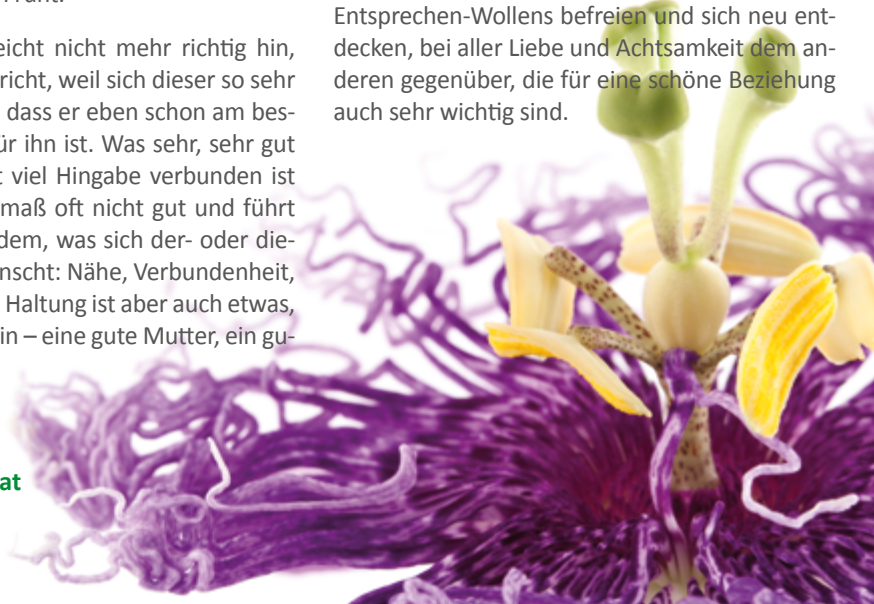 eicht nicht mehr richtig hin,
richt, weil sich dieser so sehr
dass er eben schon am bes-
ür ihn ist. Was sehr, sehr gut
t viel Hingabe verbunden ist
maß oft nicht gut und führt
dem, was sich der- oder die-
nscht: Nähe, Verbundenheit,
Haltung ist aber auch etwas,
in – eine gute Mutter, ein gu-
at
Entsprechen-Wollens befreien und sich neu ent-
decken, bei aller Liebe und Achtsamkeit dem an-
deren gegenüber, die für eine schöne Beziehung
auch sehr wichtig sind.